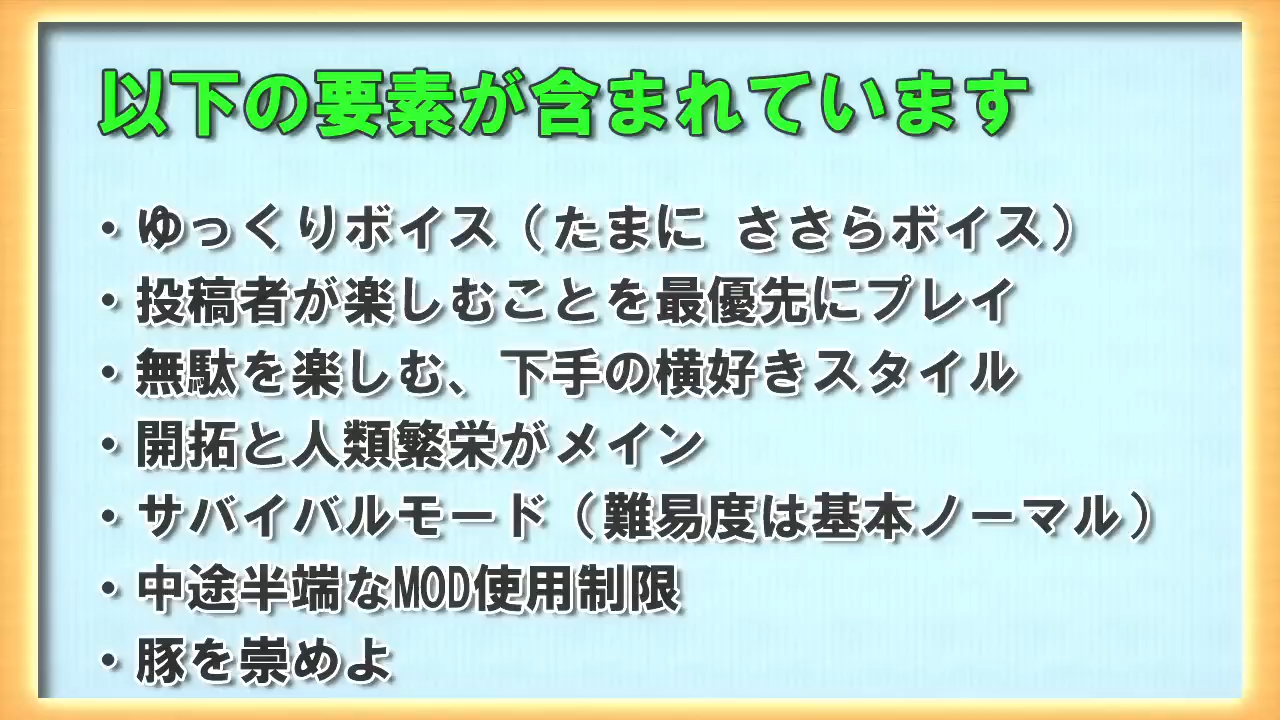 以下の要素が含まれています
・ゆっくりボイス（たまに ささらボイス）
・投稿者が楽しむことを最優先にプレイ
・無駄を楽しむ、下手の横好きスタイル
・開拓と人類繁栄がメイン
・サバイバルモード（難易度は基本ノーマル）
・中途半端なMOD使用制限
・豚を崇めよ